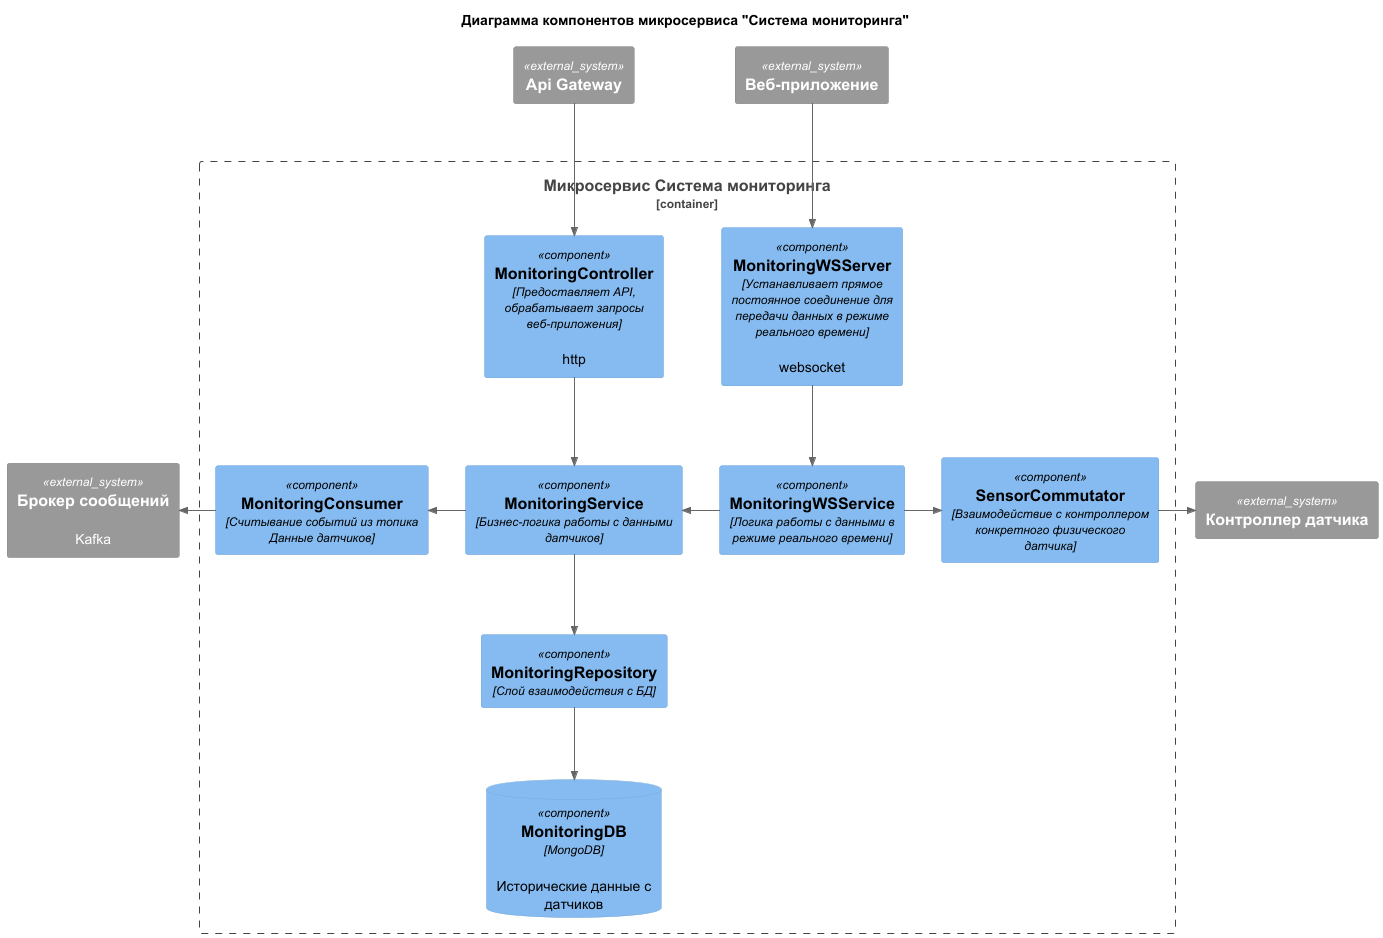 Диаграмма компонентов микросервиса "Система мониторинга"
«external_system»
Api Gateway
«external_system»
Веб-приложение
Микросервис Система мониторинга
[container]
«component»
MonitoringController
[Предоставляет API,
обрабатывает запросы
веб-приложения]
http
«component»
MonitoringWSServer
[Устанавливает прямое
постоянное соединение для
передачи данных в режиме
реального времени]
websocket
«external_system»
Брокер сообщений
Kafka
«component»
MonitoringConsumer
[Считывание событий из топика
Данные датчиков]
«component»
MonitoringService
[Бизнес-логика работы с данными
датчиков]
«component»
MonitoringWSService
[Логика работы с данными в
режиме реального времени]
«component»
SensorCommutator
[Взаимодействие с контроллером
конкретного физического
датчика]
«external_system»
Контроллер датчика
«component»
MonitoringRepository
[Слой взаимодействия с БД]
«component»
MonitoringDB
[MongoDB]
Исторические данные с
датчиков